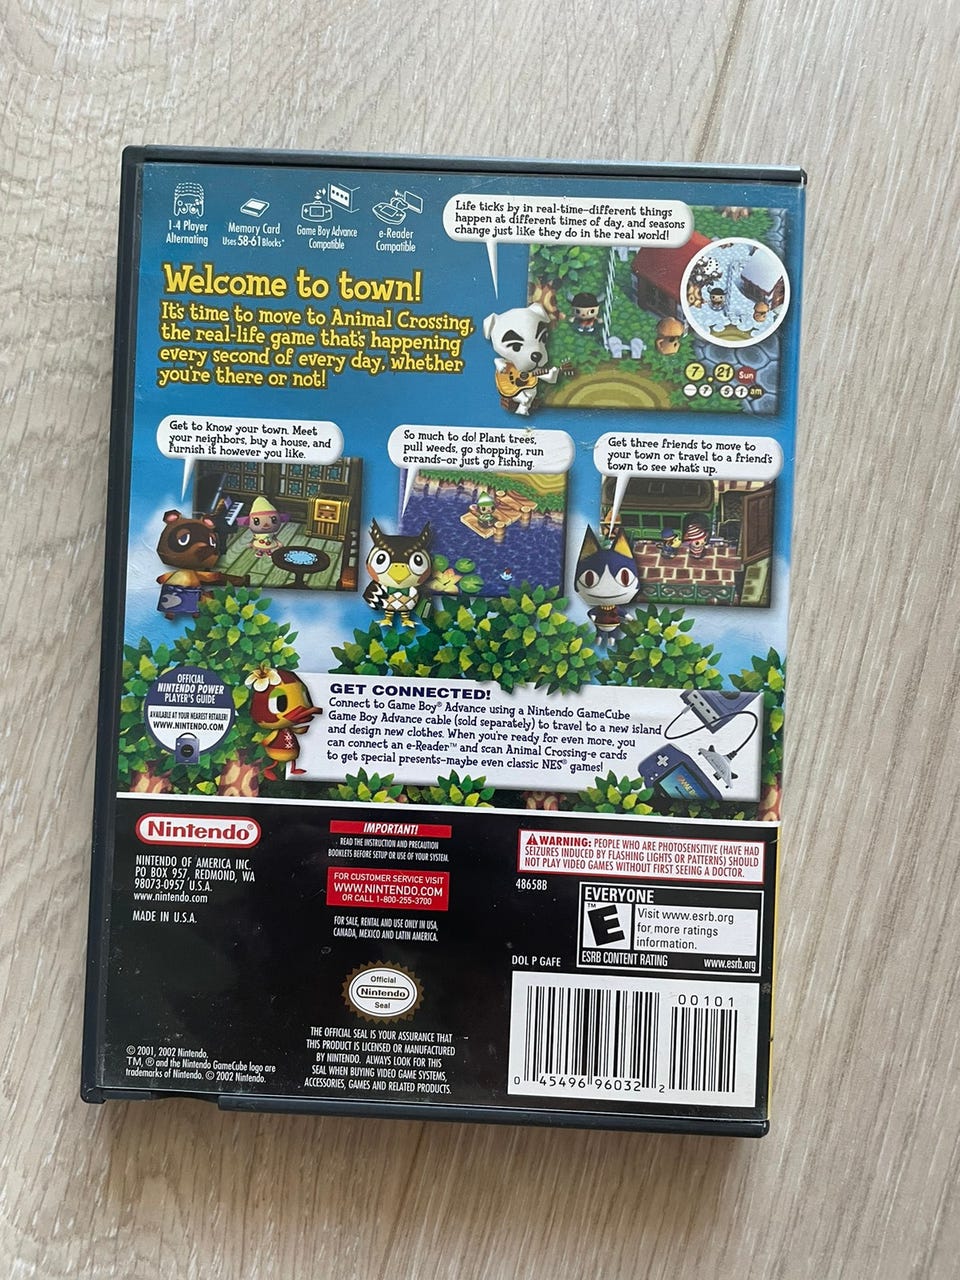 1-4 Player
Alternating
Memory Card
Uses 58-61 Blocks*
Game Boy Advance
Compatible
e-Reader
Compatible
Life ticks by in real-time–different things
happen at different times of day, and seasons
change just like they do in the real world!
Welcome to town!
It's time to move to Animal Crossing,
the real-life game that's happening
every second of every day, whether
you're there or not!
7 . 21 Sun
7 51 am
Get to know your town. Meet
your neighbors, buy a house, and
furnish it however you like.
So much to do! Plant trees,
pull weeds, go shopping, run
errands–or just go fishing.
Get three friends to move to
your town or travel to a friend's
town to see what's up.
OFFICIAL
NINTENDO POWER
PLAYER'S GUIDE
AVAILABLE AT YOUR NEAREST RETAILER!
WWW.NINTENDO.COM
GET CONNECTED!
Connect to Game Boy® Advance using a Nintendo GameCube
Game Boy Advance cable (sold separately) to travel to a new island
and design new clothes. When you're ready for even more, you
can connect an e-Reader™ and scan Animal Crossing-e cards
to get special presents–maybe even classic NES® games!
Nintendo®
NINTENDO OF AMERICA INC.
PO BOX 957, REDMOND, WA
98073-0957 U.S.A.
www.nintendo.com
MADE IN U.S.A.
IMPORTANT!
READ THE INSTRUCTION AND PRECAUTION
BOOKLETS BEFORE SETUP OR USE OF YOUR SYSTEM.
FOR CUSTOMER SERVICE VISIT
WWW.NINTENDO.COM
OR CALL 1-800-255-3700
FOR SALE, RENTAL AND USE ONLY IN USA,
CANADA, MEXICO AND LATIN AMERICA.
WARNING: PEOPLE WHO ARE PHOTOSENSITIVE (HAVE HAD
SEIZURES INDUCED BY FLASHING LIGHTS OR PATTERNS) SHOULD
NOT PLAY VIDEO GAMES WITHOUT FIRST SEEING A DOCTOR.
48658B
EVERYONE
E
TM
Visit www.esrb.org
for more ratings
information.
ESRB CONTENT RATING www.esrb.org
DOL P GAFE
Official
Nintendo
Seal
THE OFFICIAL SEAL IS YOUR ASSURANCE THAT
THIS PRODUCT IS LICENSED OR MANUFACTURED
BY NINTENDO. ALWAYS LOOK FOR THIS
SEAL WHEN BUYING VIDEO GAME SYSTEMS,
ACCESSORIES, GAMES AND RELATED PRODUCTS.
© 2001, 2002 Nintendo.
TM, ® and the Nintendo GameCube logo are
trademarks of Nintendo. © 2002 Nintendo.
00101
0 45496 96032 2